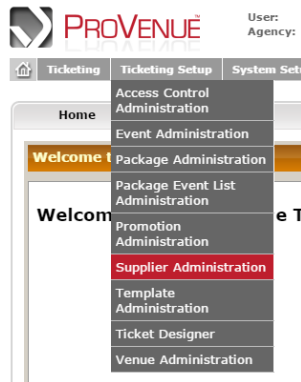 PROVENUE
User:
Agency:
Ticketing Ticketing Setup System Set
Access Control
Administration
Home
Event Administration
Welcome t
Package Administration
Package Event List
Administration
Welcom
e T
Promotion
Administration
Supplier Administration
Template
Administration
Ticket Designer
Venue Administration